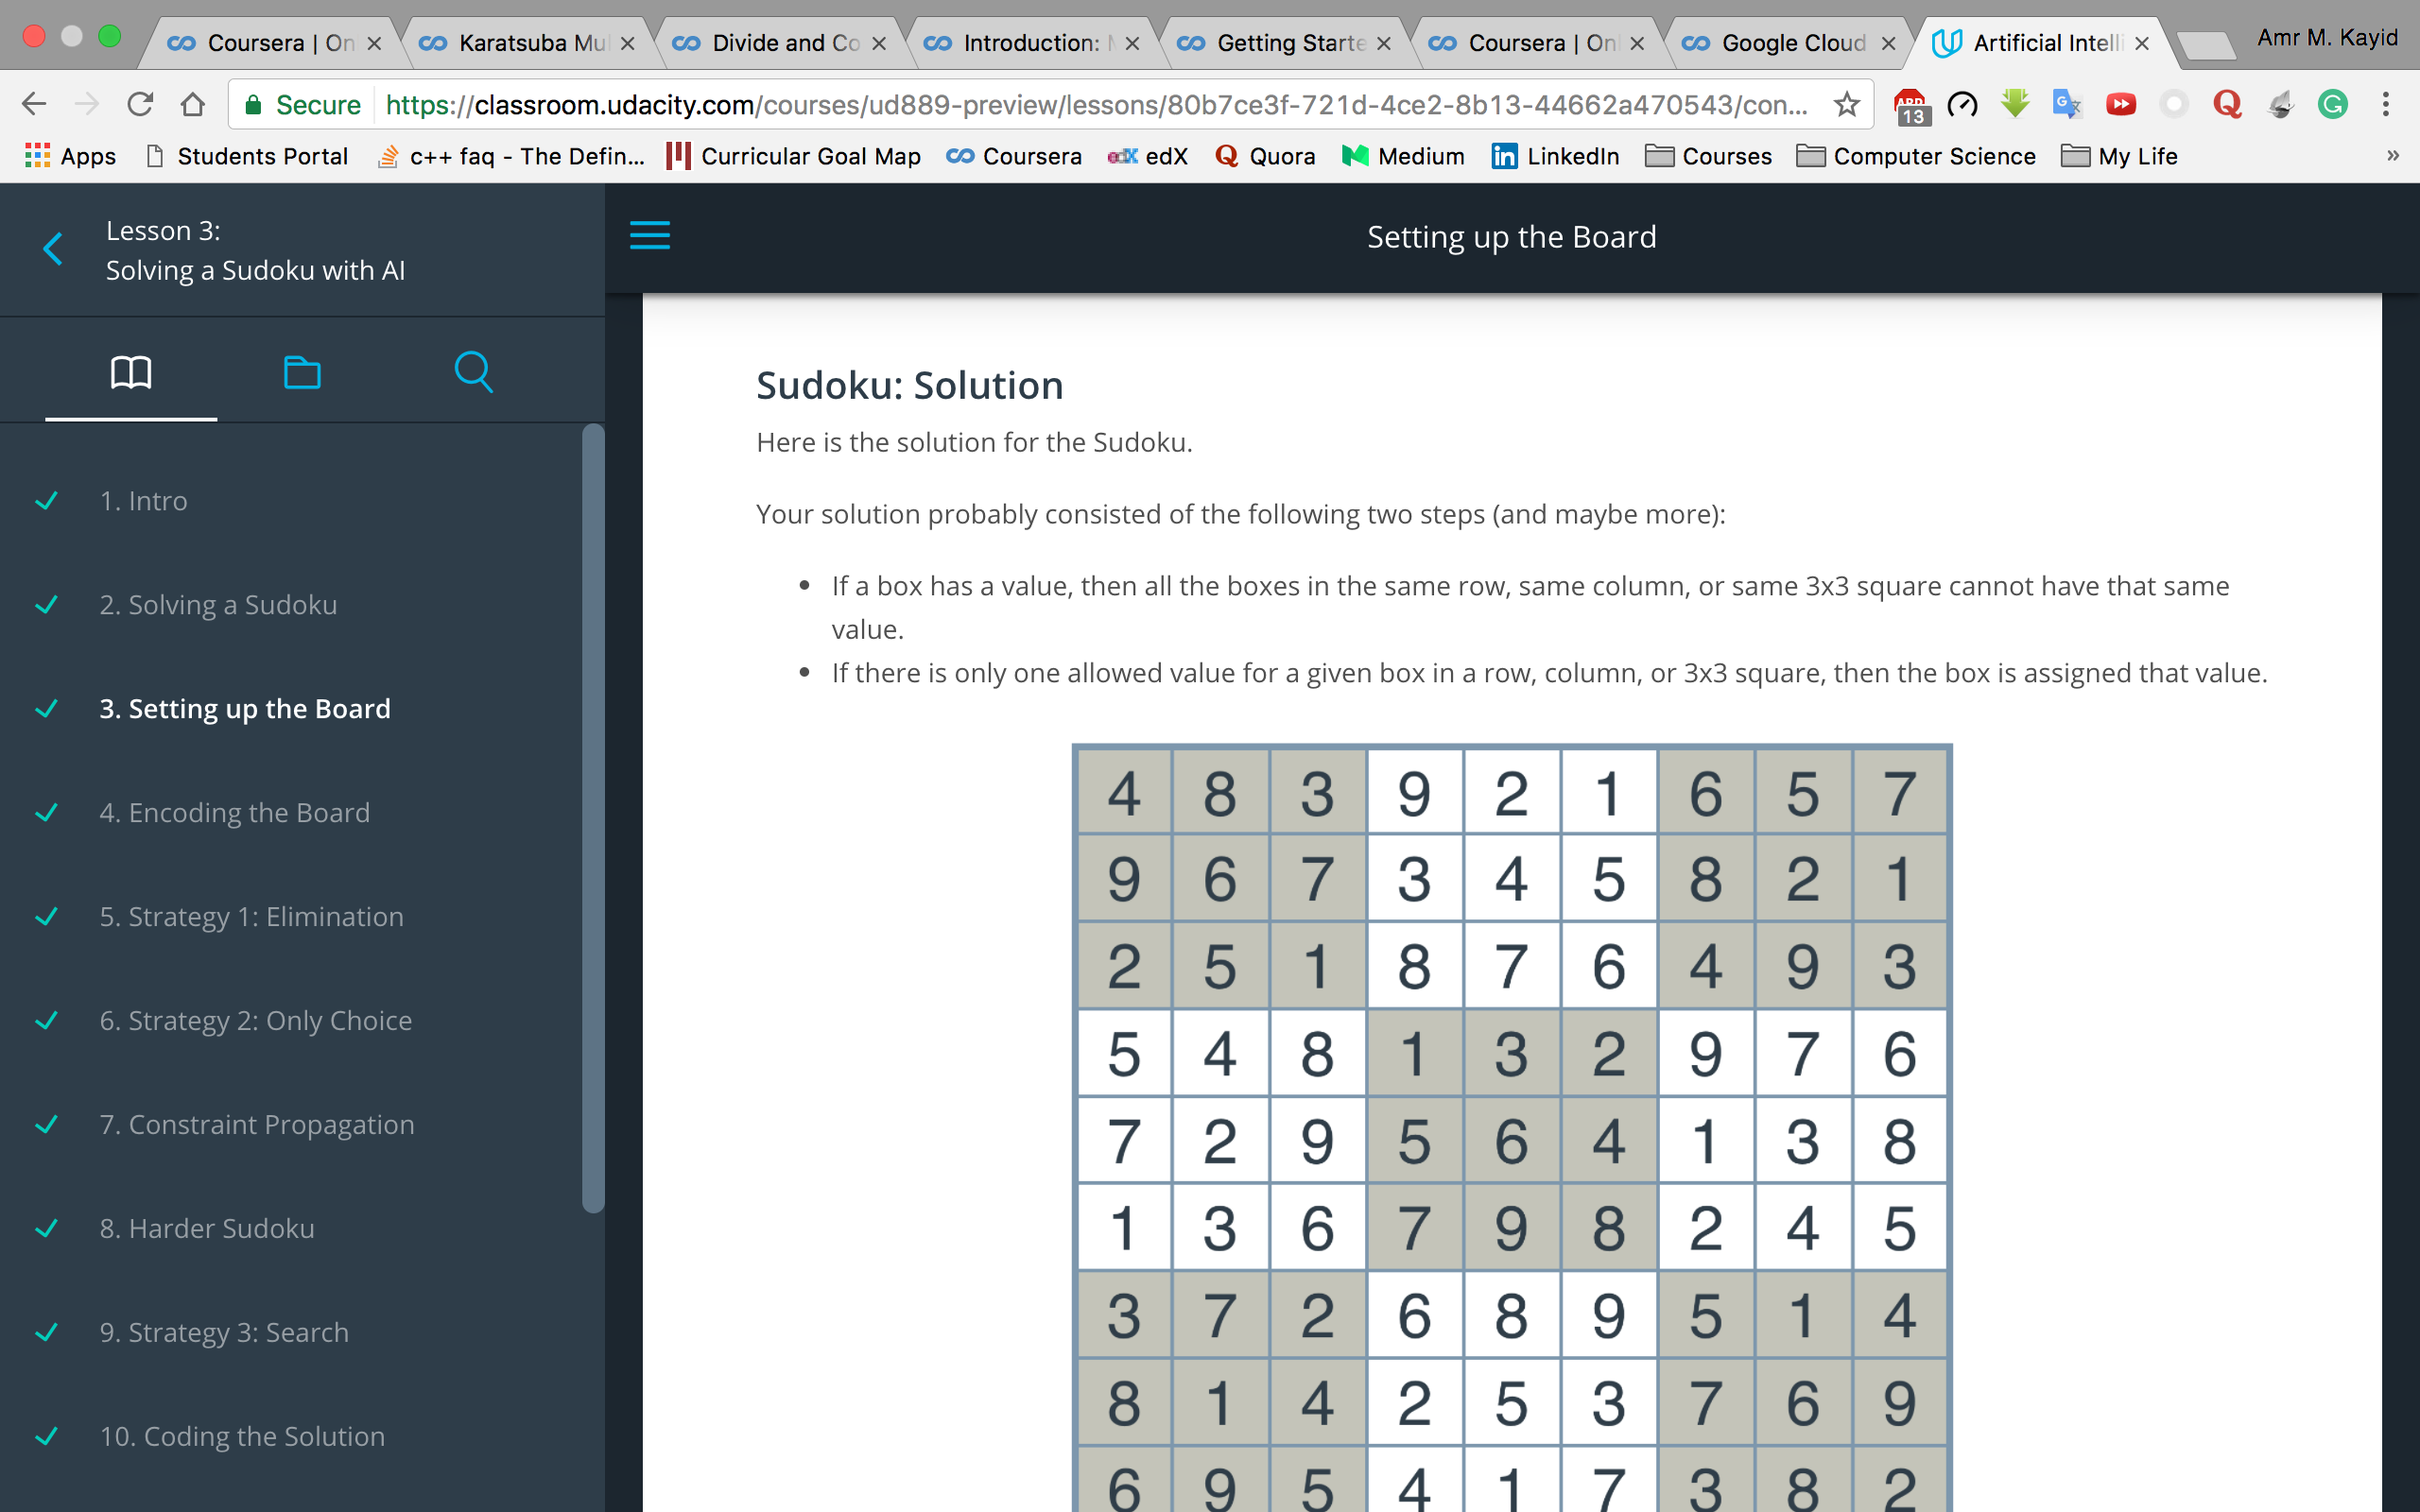 Coursera | On
Karatsuba Mul
Divide and Co
Introduction:
Getting Starte
Coursera | Onl
Google Cloud
Artificial Intelli
Amr M. Kayid
Secure https://classroom.udacity.com/courses/ud889-preview/lessons/80b7ce3f-721d-4ce2-8b13-44662a470543/con...
ABP
13
Apps Students Portal c++ faq - The Defin... Curricular Goal Map Coursera edX edX Quora Medium in LinkedIn Courses Computer Science My Life »
Lesson 3:
Solving a Sudoku with AI
1. Intro
2. Solving a Sudoku
3. Setting up the Board
4. Encoding the Board
5. Strategy 1: Elimination
6. Strategy 2: Only Choice
7. Constraint Propagation
8. Harder Sudoku
9. Strategy 3: Search
10. Coding the Solution
Setting up the Board
Sudoku: Solution
Here is the solution for the Sudoku.
Your solution probably consisted of the following two steps (and maybe more):
• If a box has a value, then all the boxes in the same row, same column, or same 3x3 square cannot have that same
value.
• If there is only one allowed value for a given box in a row, column, or 3x3 square, then the box is assigned that value.
4 8 3 9 2 1 6 5 7
9 6 7 3 4 5 8 2 1
2 5 1 8 7 6 4 9 3
5 4 8 1 3 2 9 7 6
7 2 9 5 6 4 1 3 8
1 3 6 7 9 8 2 4 5
3 7 2 6 8 9 5 1 4
8 1 4 2 5 3 7 6 9
6 9 5 4 1 7 3 8 2